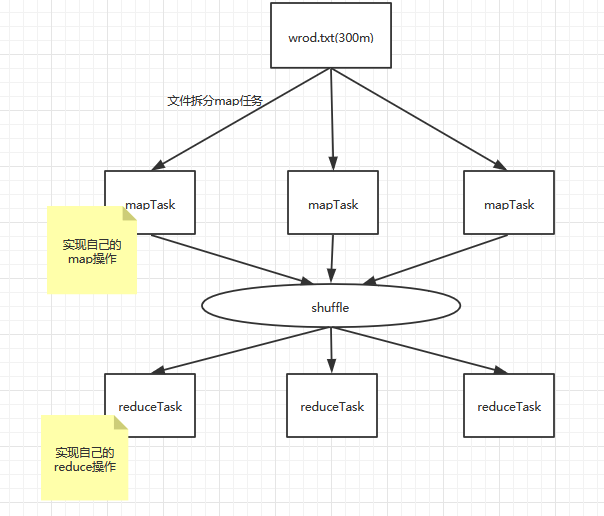 wrod.txt(300m)
文件拆分map任务
mapTask
mapTask
mapTask
实现自己的
map操作
shuffle
reduceTask
reduceTask
reduceTask
实现自己的
reduce操作